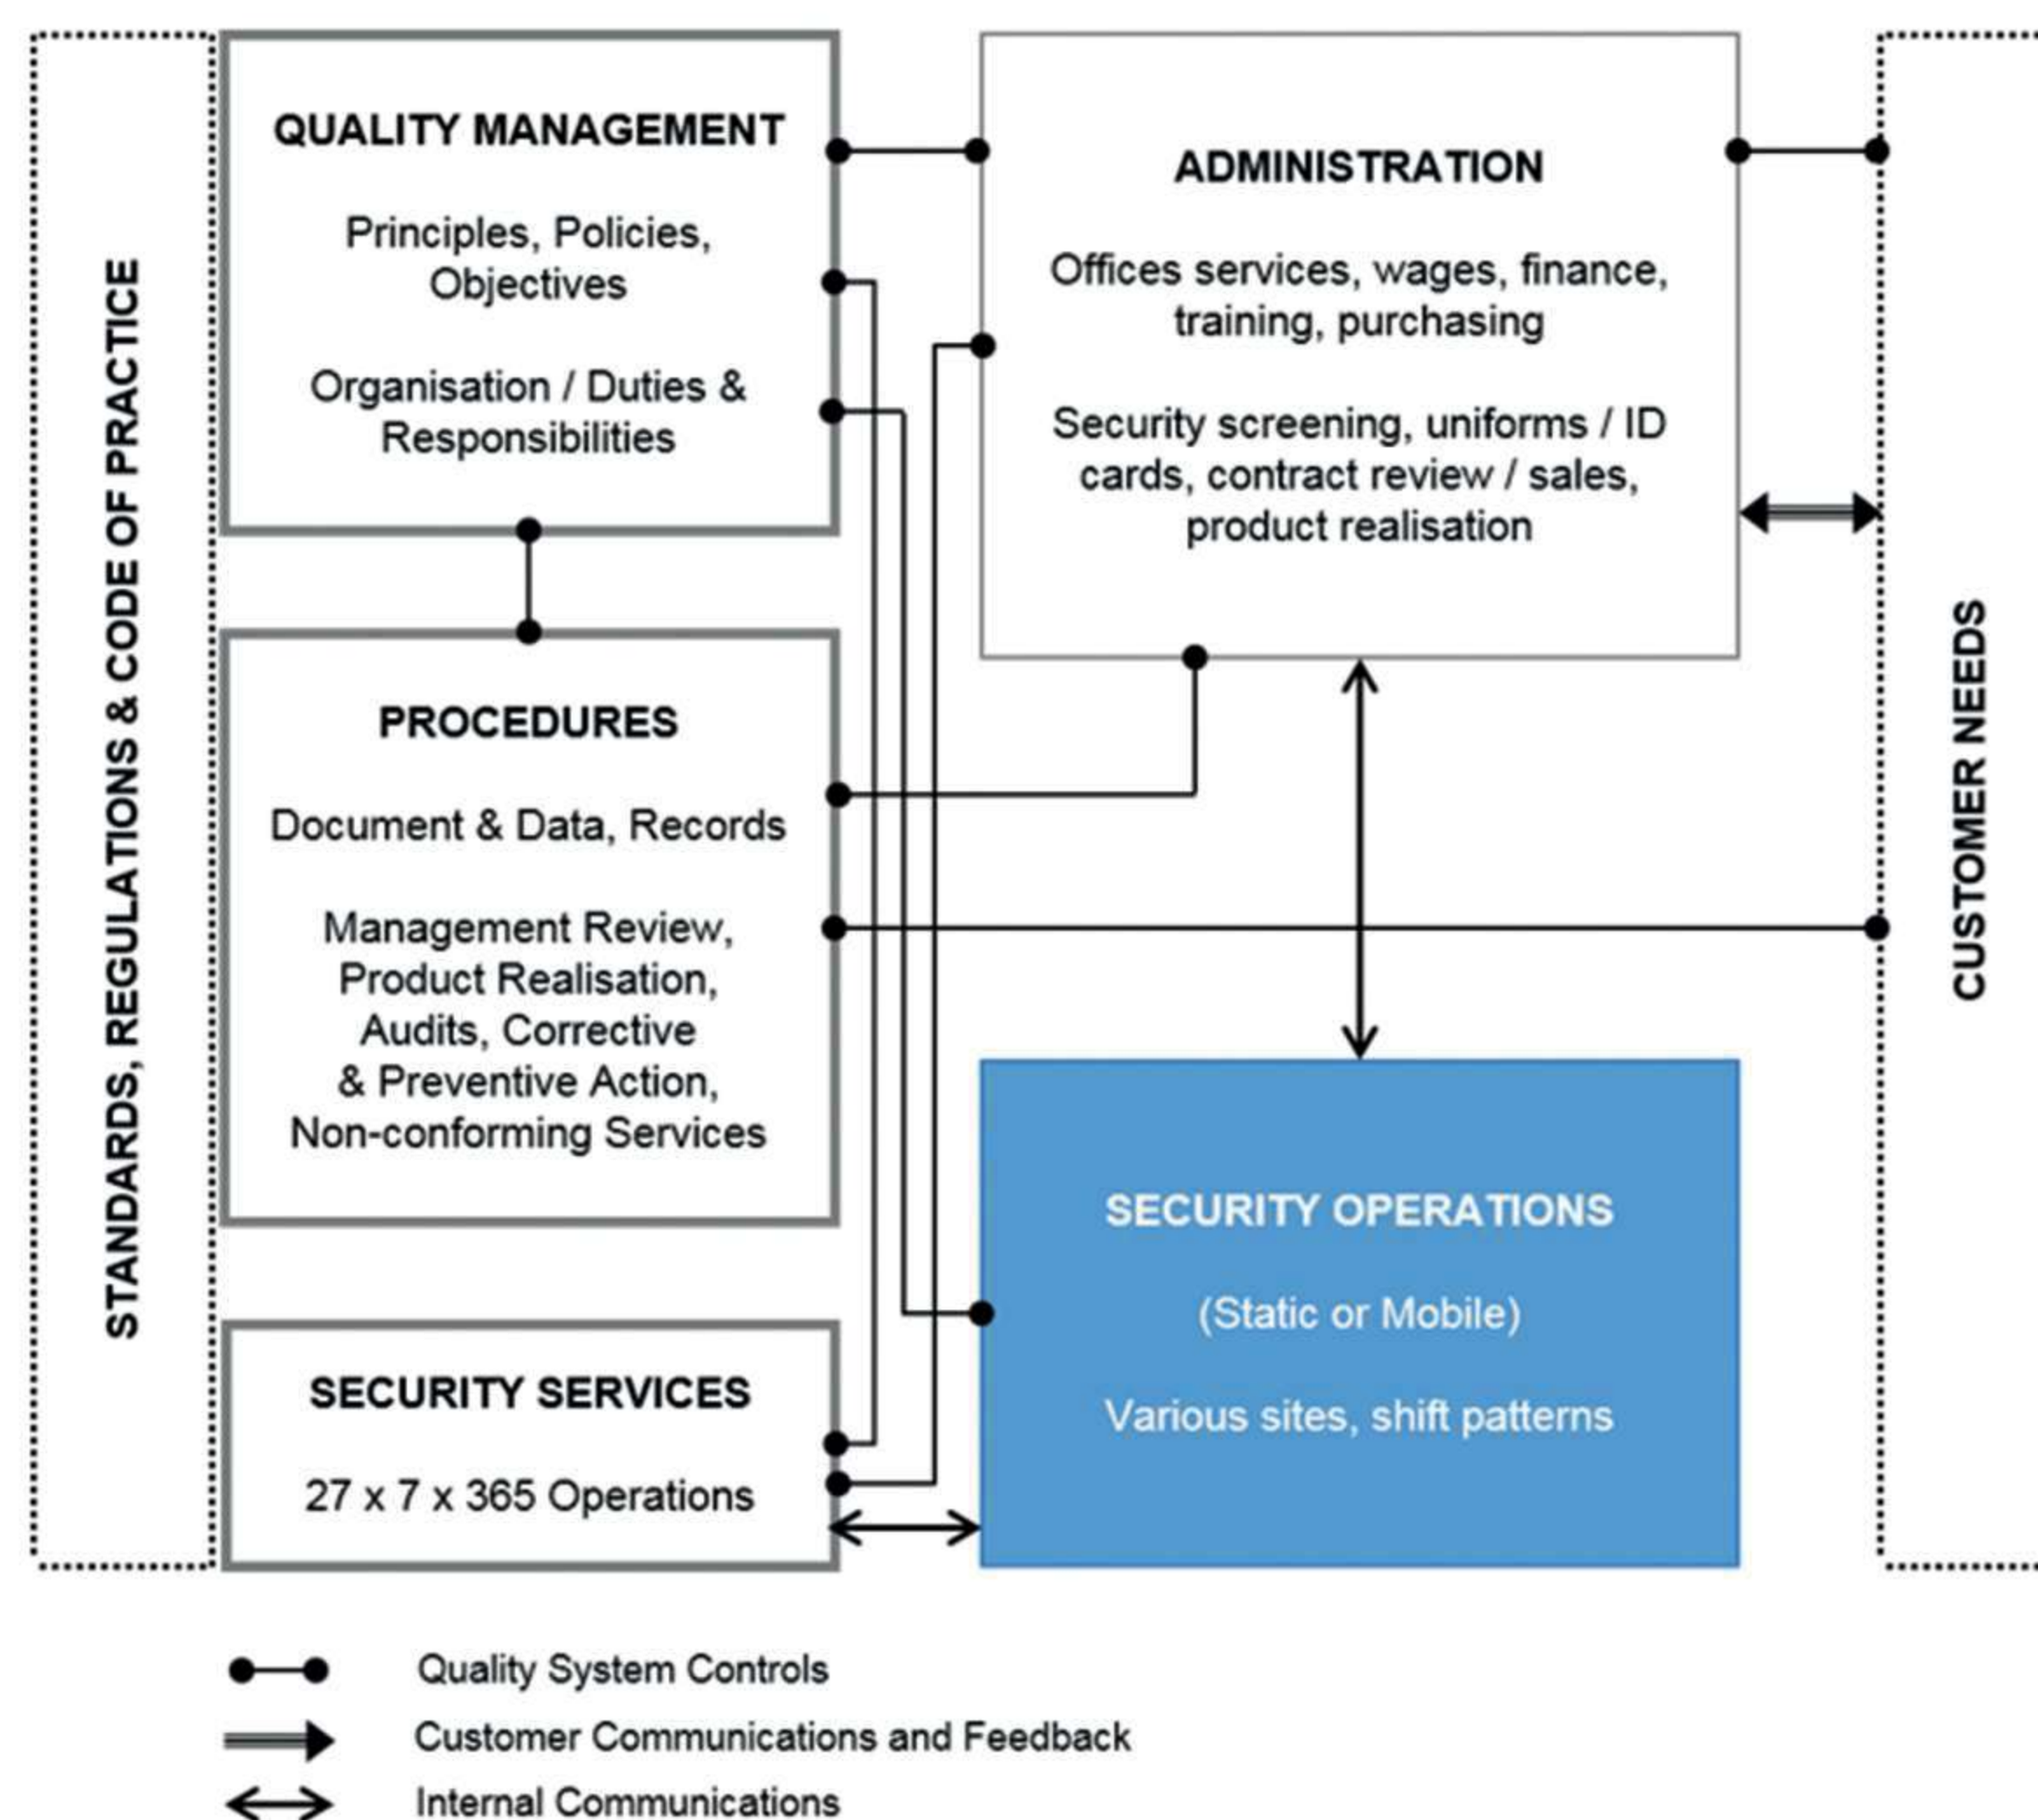 STANDARDS, REGULATIONS & CODE OF PRACTICE
QUALITY MANAGEMENT
Principles, Policies,
Objectives
Organisation / Duties &
Responsibilities
PROCEDURES
Document & Data, Records
Management Review,
Product Realisation,
Audits, Corrective
& Preventive Action,
Non-conforming Services
SECURITY SERVICES
27 x 7 x 365 Operations
ADMINISTRATION
Offices services, wages, finance,
training, purchasing
Security screening, uniforms / ID
cards, contract review / sales,
product realisation
SECURITY OPERATIONS
(Static or Mobile)
Various sites, shift patterns
CUSTOMER NEEDS
Quality System Controls
Customer Communications and Feedback
Internal Communications